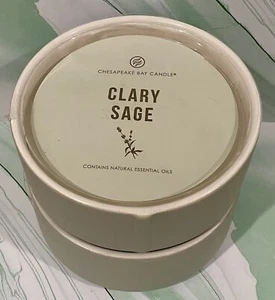 CHESAPEAKE BAY CANDLE®
CLARY
SAGE
CONTAINS NATURAL ESSENTIAL OILS